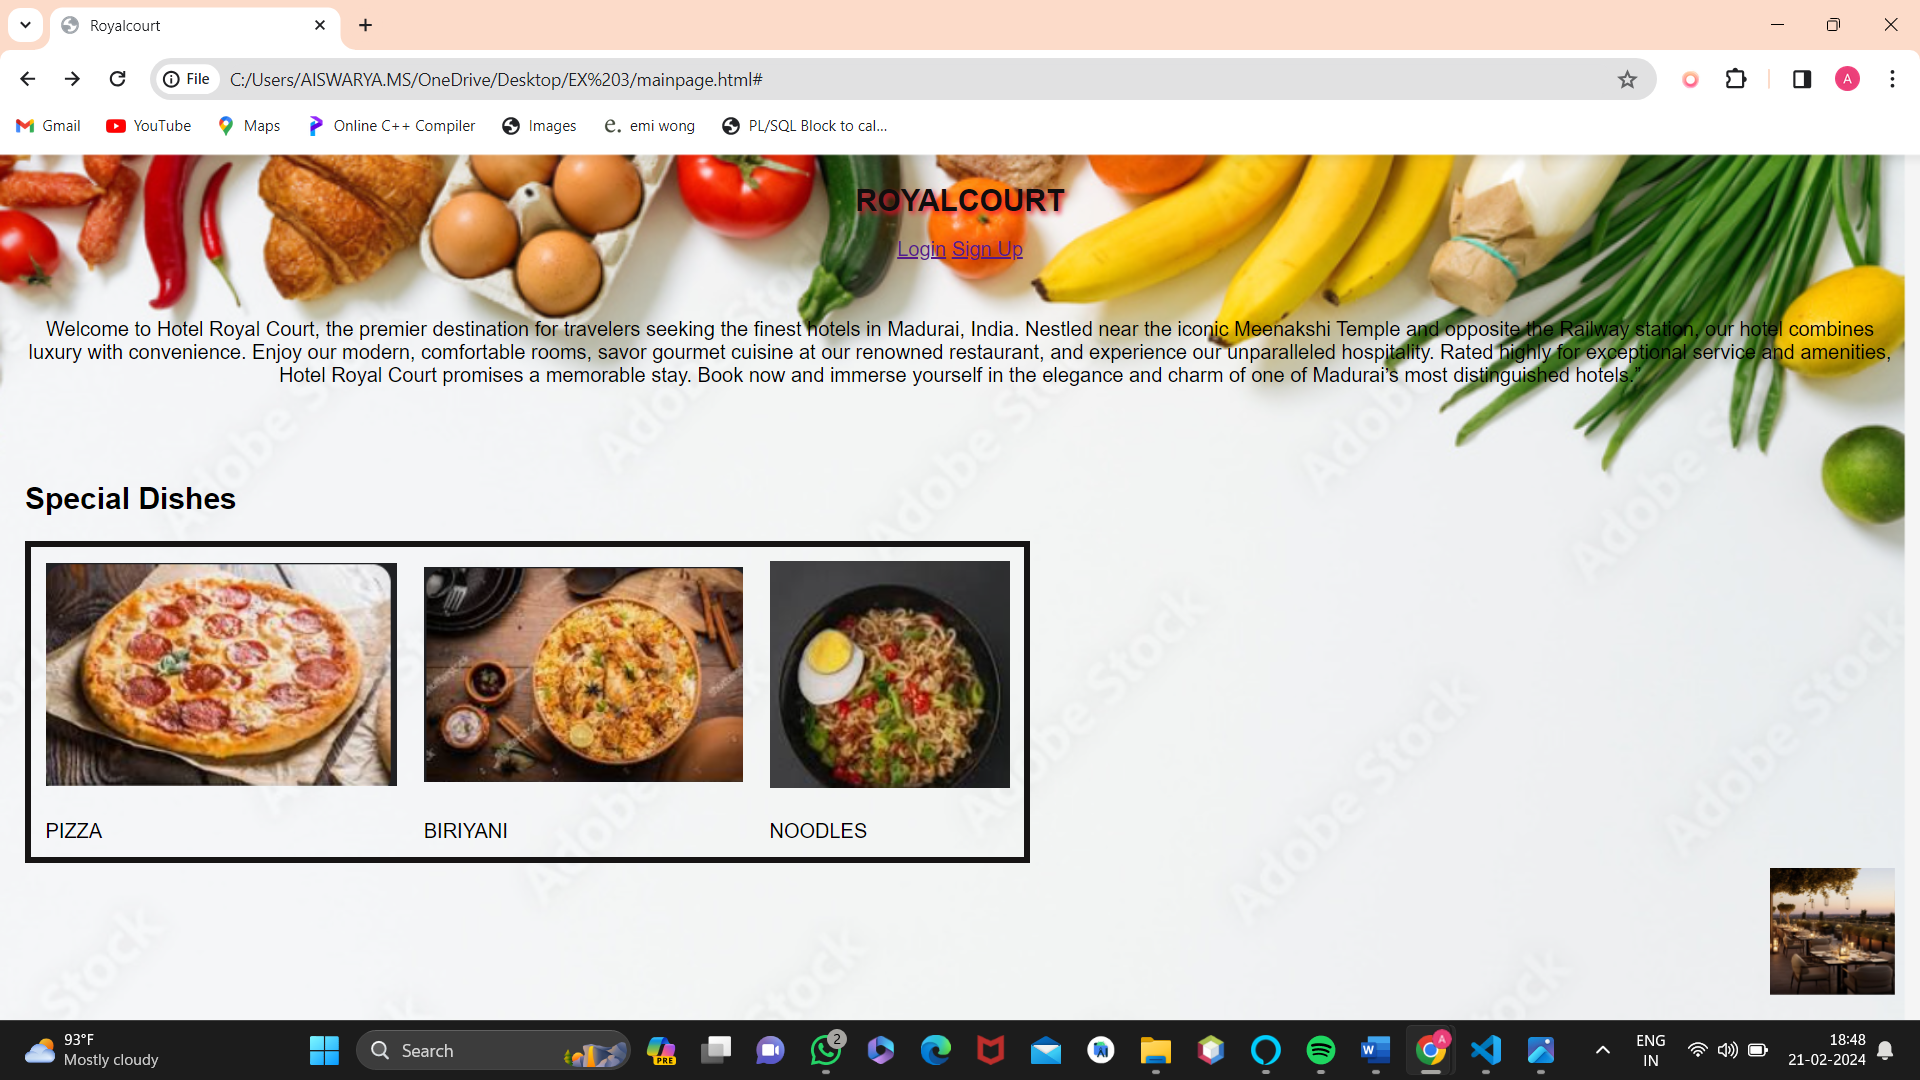 Royalcourt
File
C:/Users/AISWARYA.MS/OneDrive/Desktop/EX%203/mainpage.html#
A
Gmail
YouTube
Maps
Online C++ Compiler
Images
e. emi wong
PL/SQL Block to cal...
ROYALCOURT
Login Sign Up
Welcome to Hotel Royal Court, the premier destination for travelers seeking the finest hotels in Madurai, India. Nestled near the iconic Meenakshi Temple and opposite the Railway station, our hotel combines
luxury with convenience. Enjoy our modern, comfortable rooms, savor gourmet cuisine at our renowned restaurant, and experience our unparalleled hospitality. Rated highly for exceptional service and amenities,
Hotel Royal Court promises a memorable stay. Book now and immerse yourself in the elegance and charm of one of Madurai's most distinguished hotels."
Adobe Stock
Special Dishes
PIZZA
BIRIYANI
NOODLES
93°F
Mostly cloudy
Search
PRE
2
W
A
ENG
IN
18:48
21-02-2024